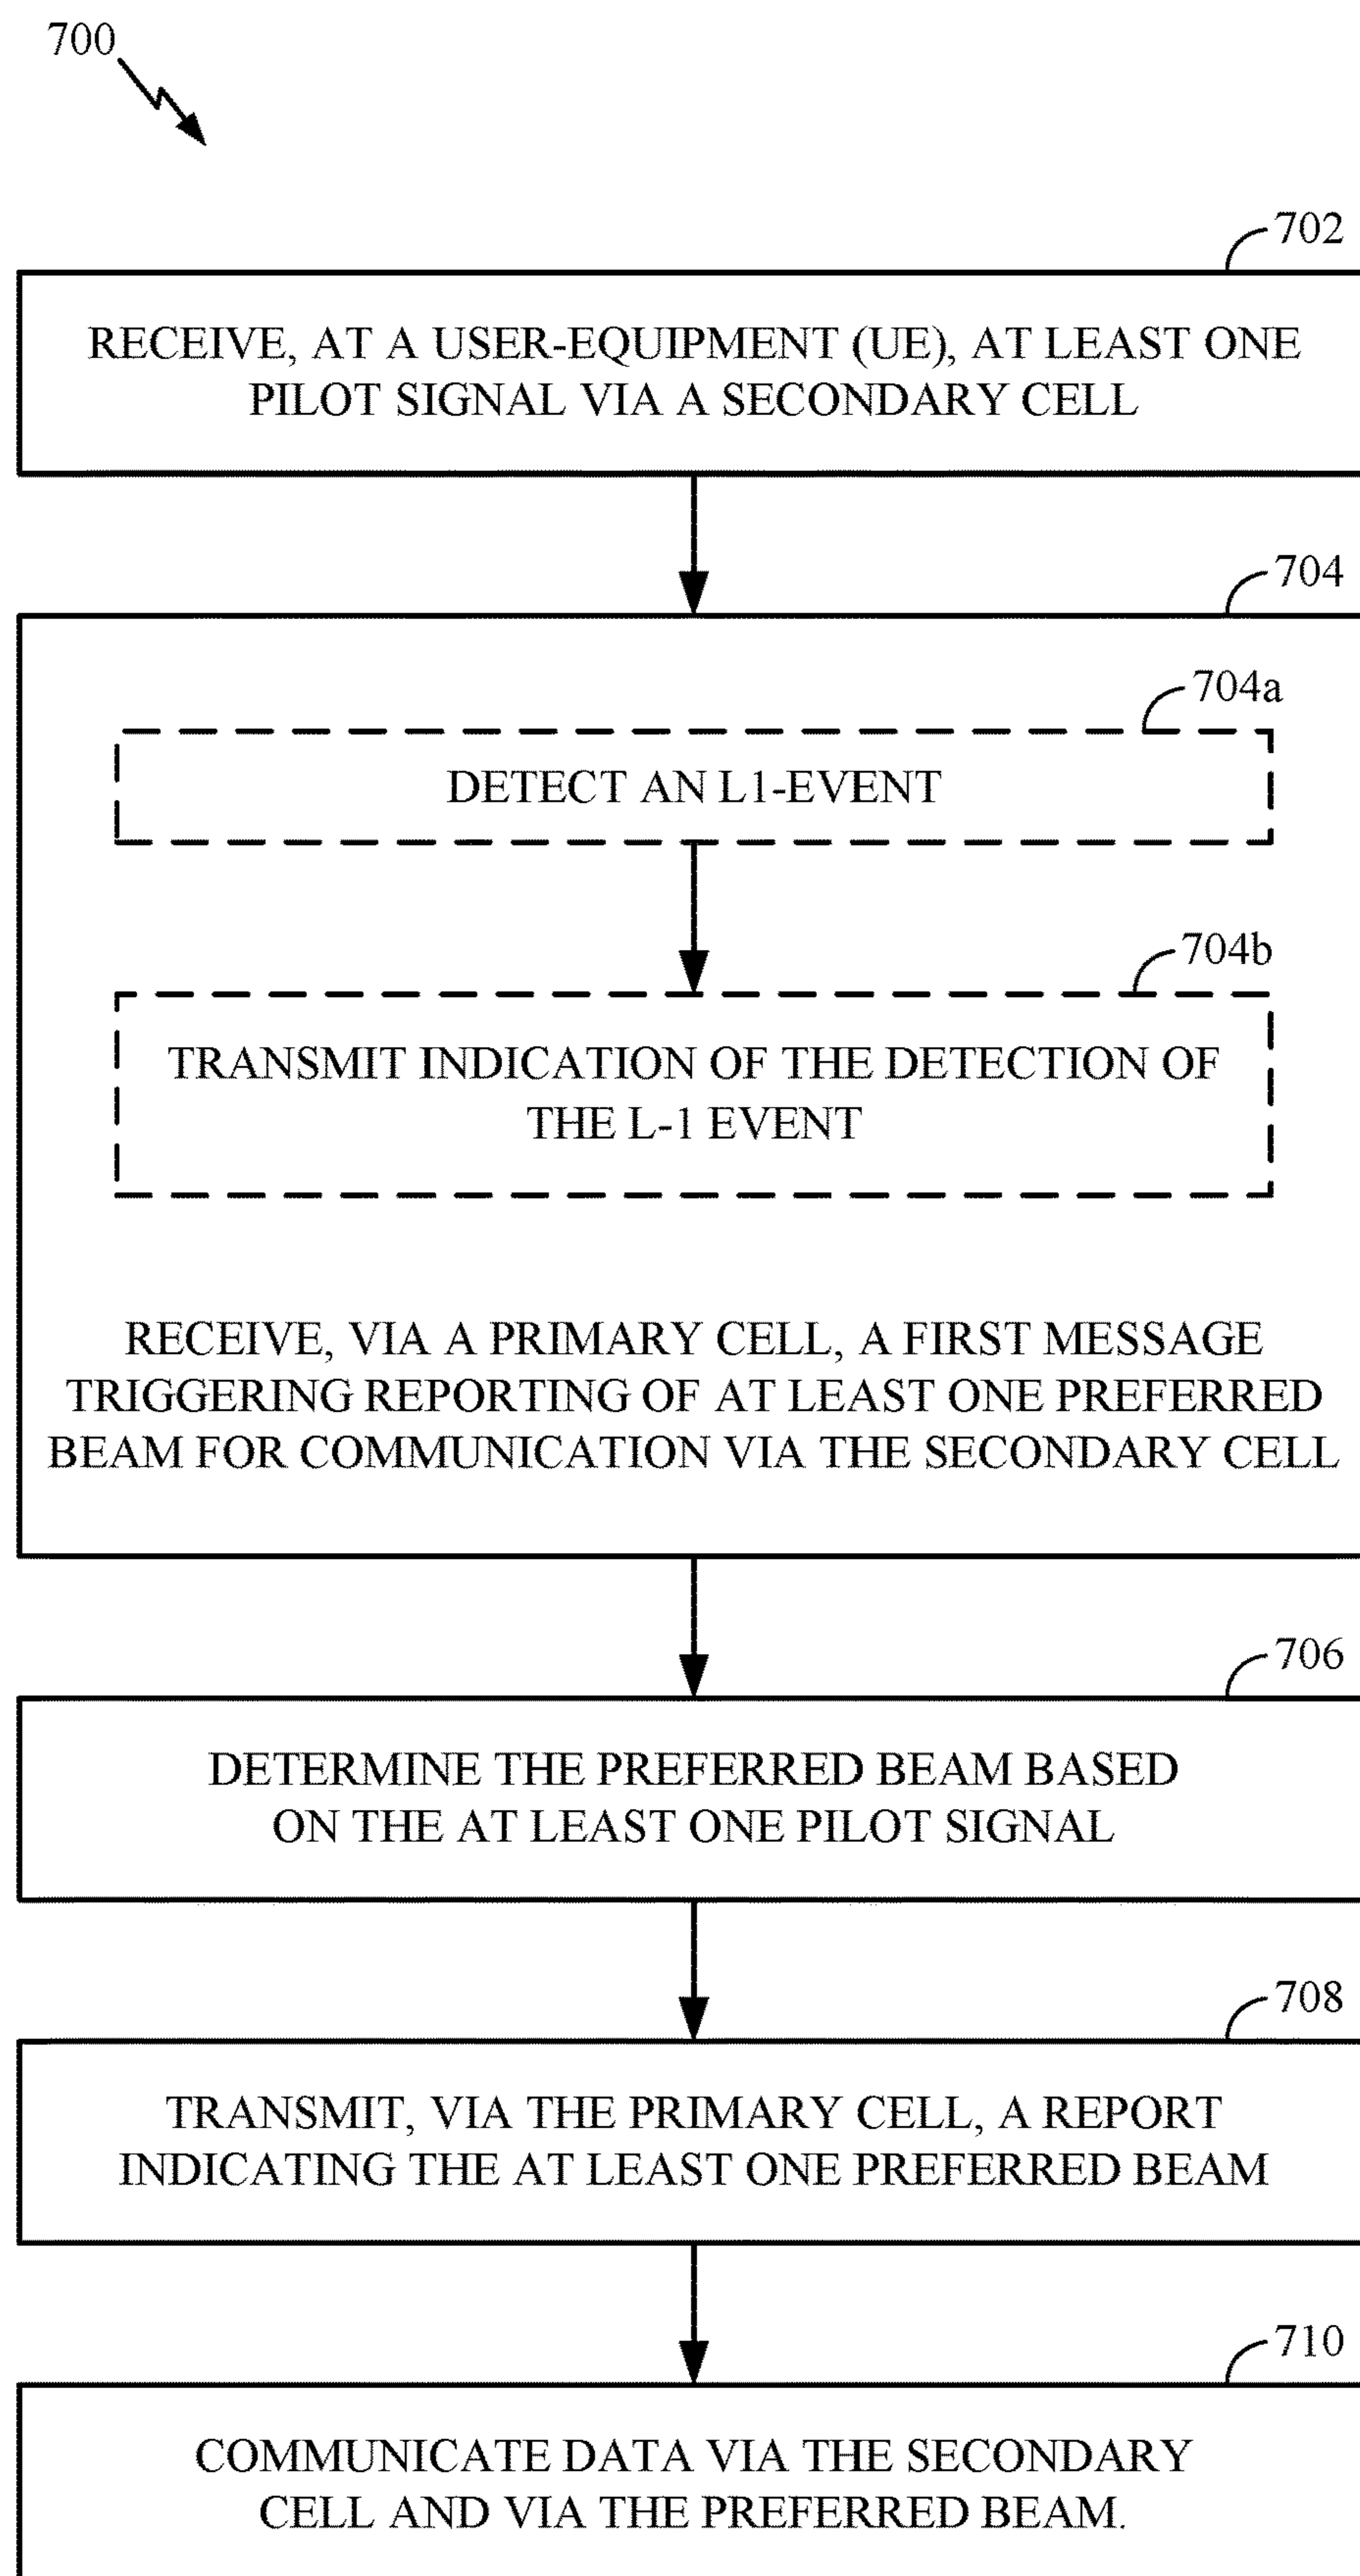 700
702
RECEIVE, AT A USER-EQUIPMENT (UE), AT LEAST ONE
PILOT SIGNAL VIA A SECONDARY CELL
704
704a
DETECT AN L1-EVENT
704b
TRANSMIT INDICATION OF THE DETECTION OF
THE L-1 EVENT
RECEIVE, VIA A PRIMARY CELL, A FIRST MESSAGE
TRIGGERING REPORTING OF AT LEAST ONE PREFERRED
BEAM FOR COMMUNICATION VIA THE SECONDARY CELL
706
DETERMINE THE PREFERRED BEAM BASED
ON THE AT LEAST ONE PILOT SIGNAL
708
TRANSMIT, VIA THE PRIMARY CELL, A REPORT
INDICATING THE AT LEAST ONE PREFERRED BEAM
710
COMMUNICATE DATA VIA THE SECONDARY
CELL AND VIA THE PREFERRED BEAM.